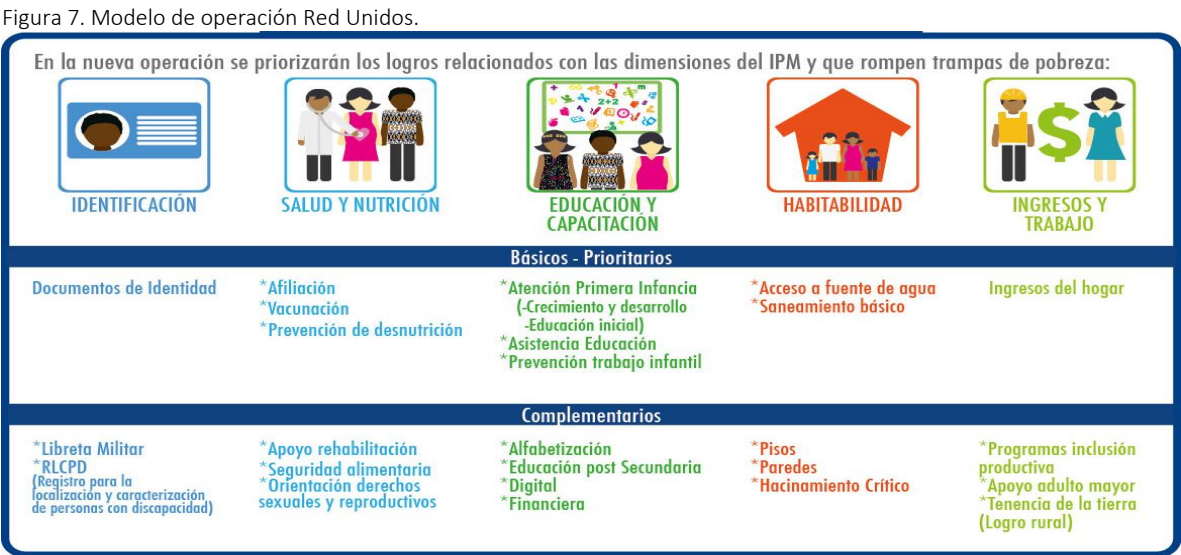 Figura 7. Modelo de operación Red Unidos.
En la nueva operación se priorizarán los logros relacionados con las dimensiones del IPM y que rompen trampas de pobreza:
2+2
IDENTIFICACIÓN
SALUD Y NUTRICIÓN
EDUCACIÓN Y
CAPACITACIÓN
HABITABILIDAD
INGRESOS Y
TRABAJO
$
Básicos - Prioritarios
Documentos de Identidad
*Afiliación
*Vacunación
*Prevención de desnutrición
*Atención Primera Infancia
(-Crecimiento y desarrollo
-Educación inicial)
*Asistencia Educación
*Prevención trabajo infantil
*Acceso a fuente de agua
*Saneamiento básico
Ingresos del hogar
Complementarios
*Libreta Militar
*RLCPD
(Registro para la
localización y caracterización
de personas con discapacidad)
*Apoyo rehabilitación
*Seguridad alimentaria
*Orientación derechos
sexuales y reproductivos
*Alfabetización
*Educación post Secundaria
*Digital
*Financiera
*Pisos
*Paredes
*Hacinamiento Crítico
*Programas inclusión
productiva
*Apoyo adulto mayor
*Tenencia de la tierra
(Logro rural)